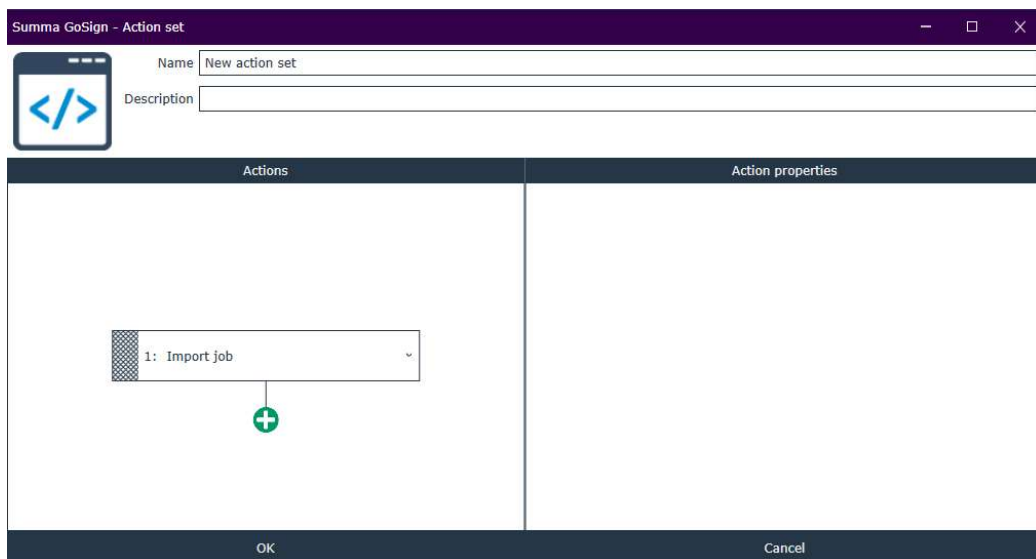 Summa GoSign - Action set
Name New action set
Description
</>
Actions Action properties
1: Import job
OK Cancel